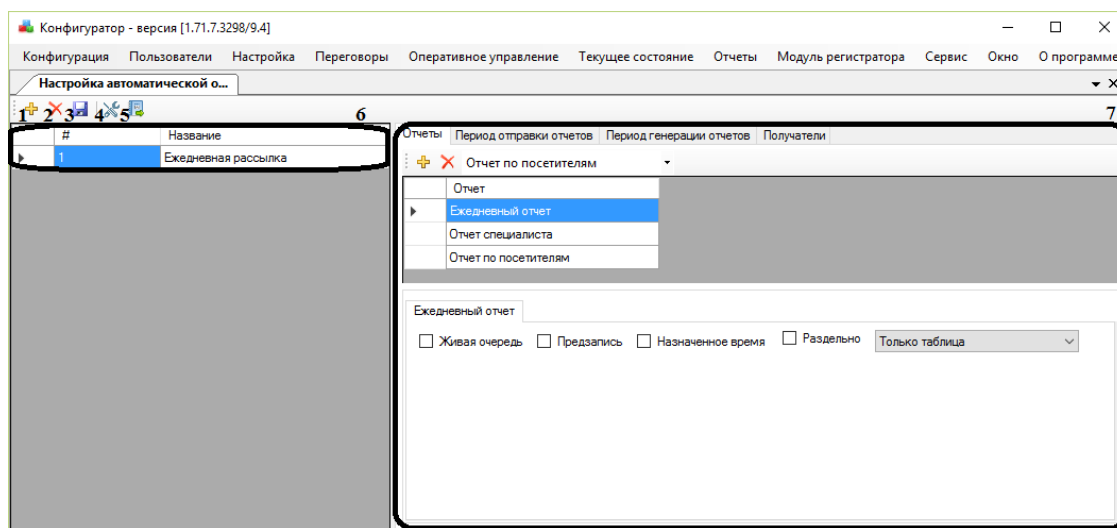 Конфигуратор - версия [1.71.7.3298/9.4]
Конфигурация Пользователи Настройка Переговоры Оперативное управление Текущее состояние Отчеты Модуль регистратора Сервис Окно О программе
Настройка автоматической о...
1 2 3 4 5 6 7
# Название
1 Ежедневная рассылка
Отчеты Период отправки отчетов Период генерации отчетов Получатели
Отчет по посетителям
Отчет
Ежедневный отчет
Отчет специалиста
Отчет по посетителям
Ежедневный отчет
Живая очередь Предзапись Назначенное время Раздельно Только таблица